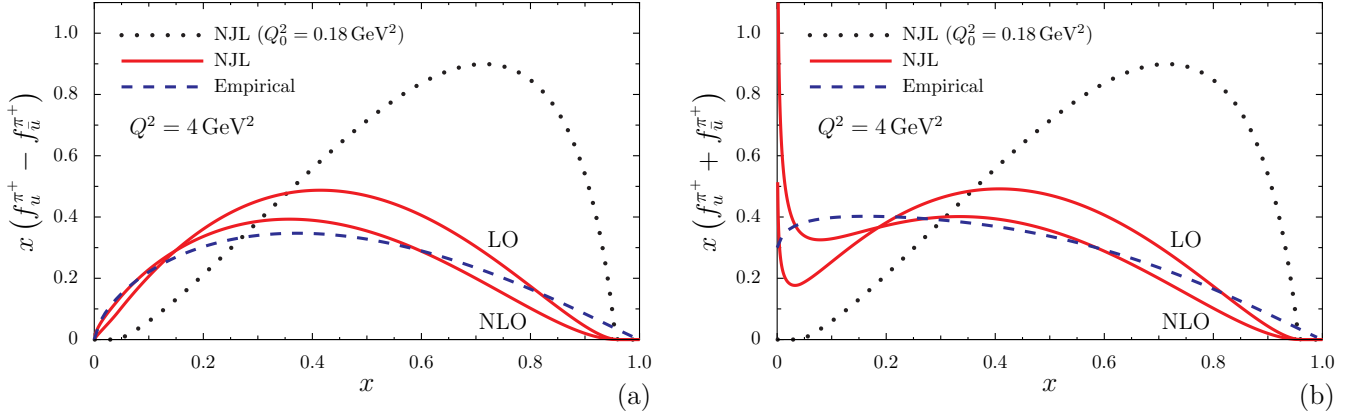 x (f_u^{π+} − f_ū^{π+})
1.0
0.8
0.6
0.4
0.2
0
NJL (Q_0^2 = 0.18 GeV^2)
NJL
Empirical
Q^2 = 4 GeV^2
LO
NLO
0 0.2 0.4 0.6 0.8 1.0
x
(a)
x (f_u^{π+} + f_ū^{π+})
1.0
0.8
0.6
0.4
0.2
0
NJL (Q_0^2 = 0.18 GeV^2)
NJL
Empirical
Q^2 = 4 GeV^2
LO
NLO
0 0.2 0.4 0.6 0.8 1.0
x
(b)